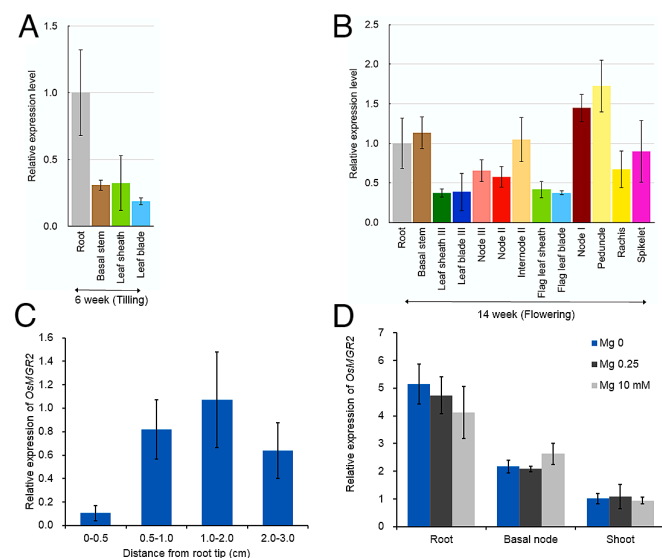 A
Relative expression level
1.5
1.0
0.5
0.0
Root
Basal stem
Leaf sheath
Leaf blade
6 week (Tilling)
B
Relative expression level
2.5
2.0
1.5
1.0
0.5
0.0
Root
Basal stem
Leaf sheath III
Leaf blade III
Node III
Node II
Internode II
Flag leaf sheath
Flag leaf blade
Node I
Peduncle
Rachis
Spikelet
14 week (Flowering)
C
Relative expression of OsMGR2
1.6
1.4
1.2
1.0
0.8
0.6
0.4
0.2
0.0
0-0.5
0.5-1.0
1.0-2.0
2.0-3.0
Distance from root tip (cm)
D
Relative expression of OsMGR2
7
6
5
4
3
2
1
0
Mg 0
Mg 0.25
Mg 10 mM
Root
Basal node
Shoot